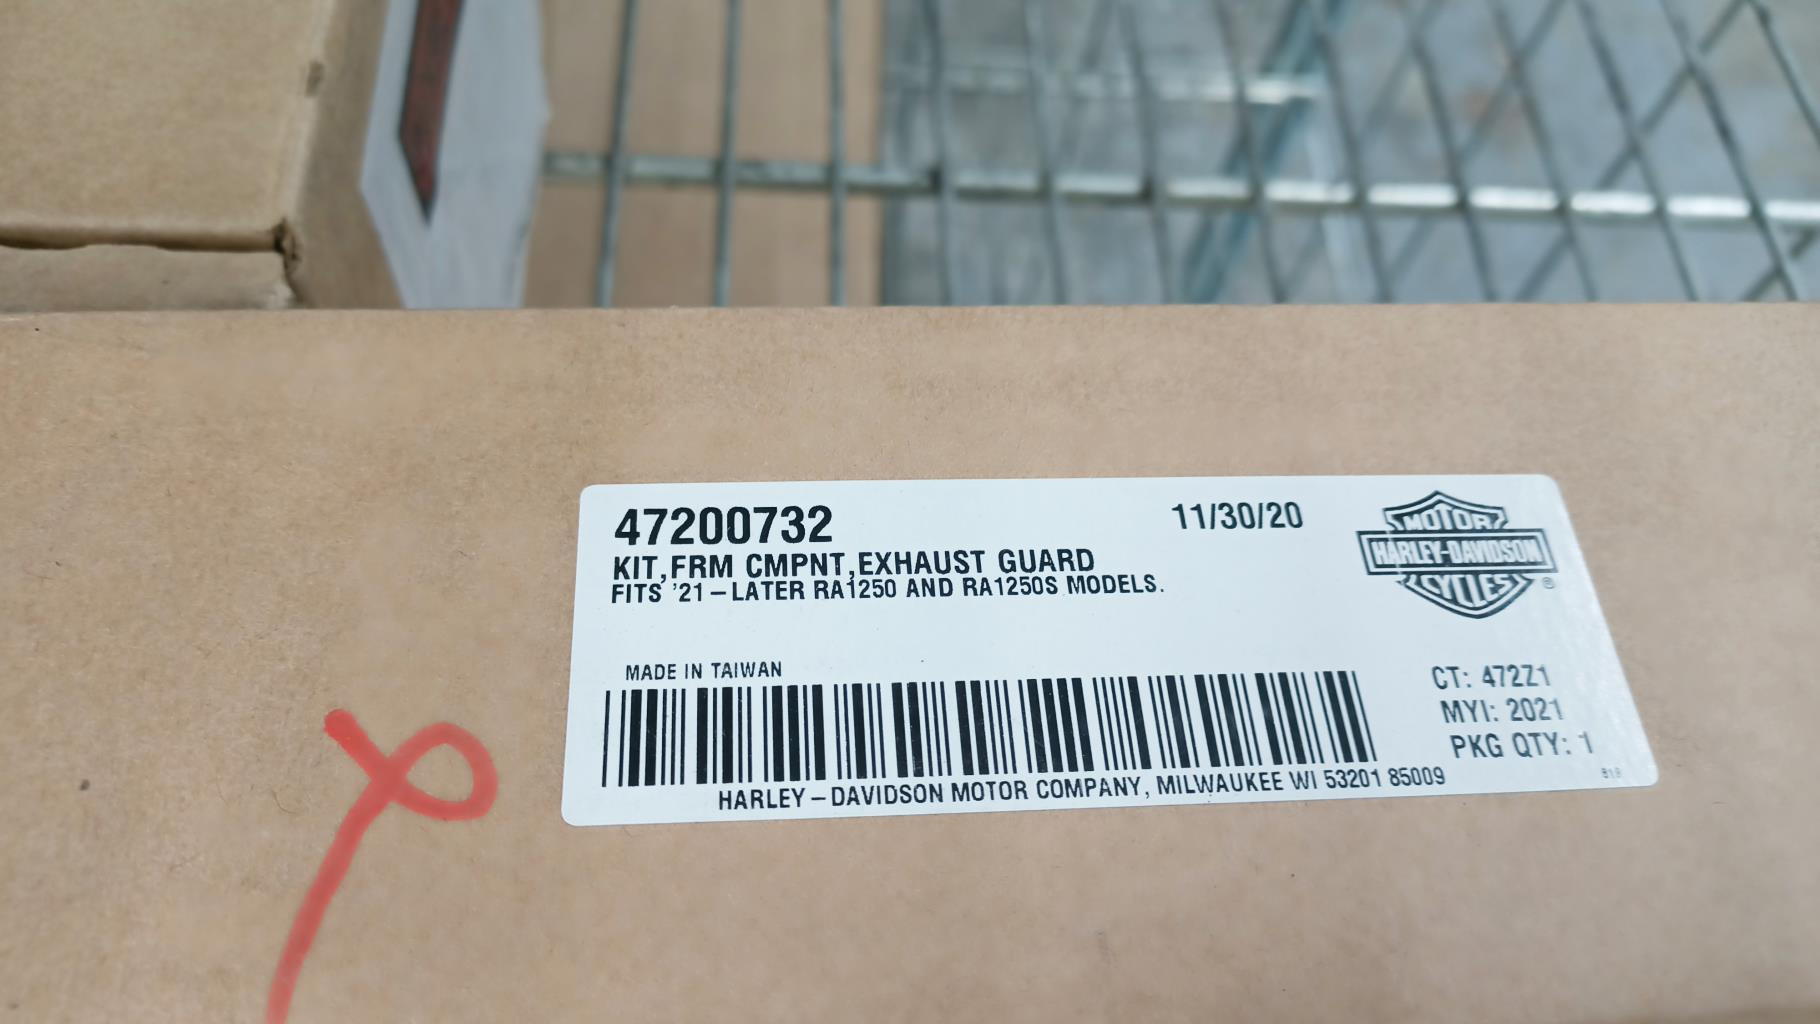 47200732
11/30/20
KIT,FRM CMPNT,EXHAUST GUARD
FITS '21-LATER RA1250 AND RA1250S MODELS.
MOTOR
HARLEY-DAVIDSON
CYCLES
®
MADE IN TAIWAN
CT: 472Z1
MYI: 2021
PKG QTY: 1
HARLEY-DAVIDSON MOTOR COMPANY, MILWAUKEE WI 53201 85009